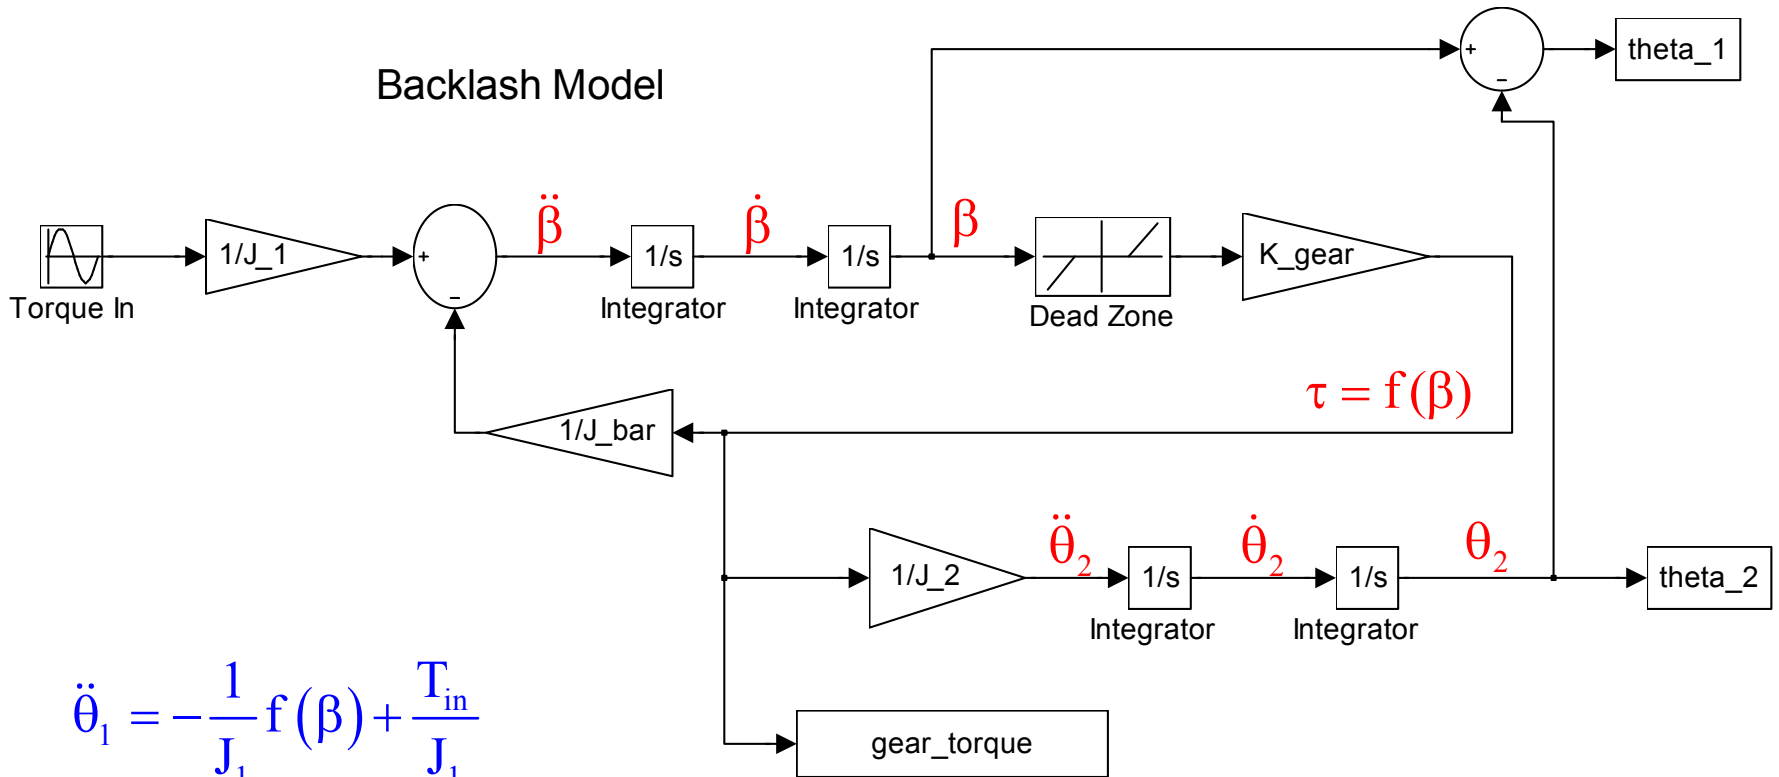 theta_1
+
−
Backlash Model
β̈
β̇
β
1/J_1
+
−
1/s
1/s
K_gear
Torque In
Integrator
Integrator
Dead Zone
τ = f(β)
1/J_bar
θ̈₂
θ̇₂
θ₂
1/J_2
1/s
1/s
theta_2
Integrator
Integrator
θ̈₁ = −1/J₁ f(β) + T_in/J₁
gear_torque